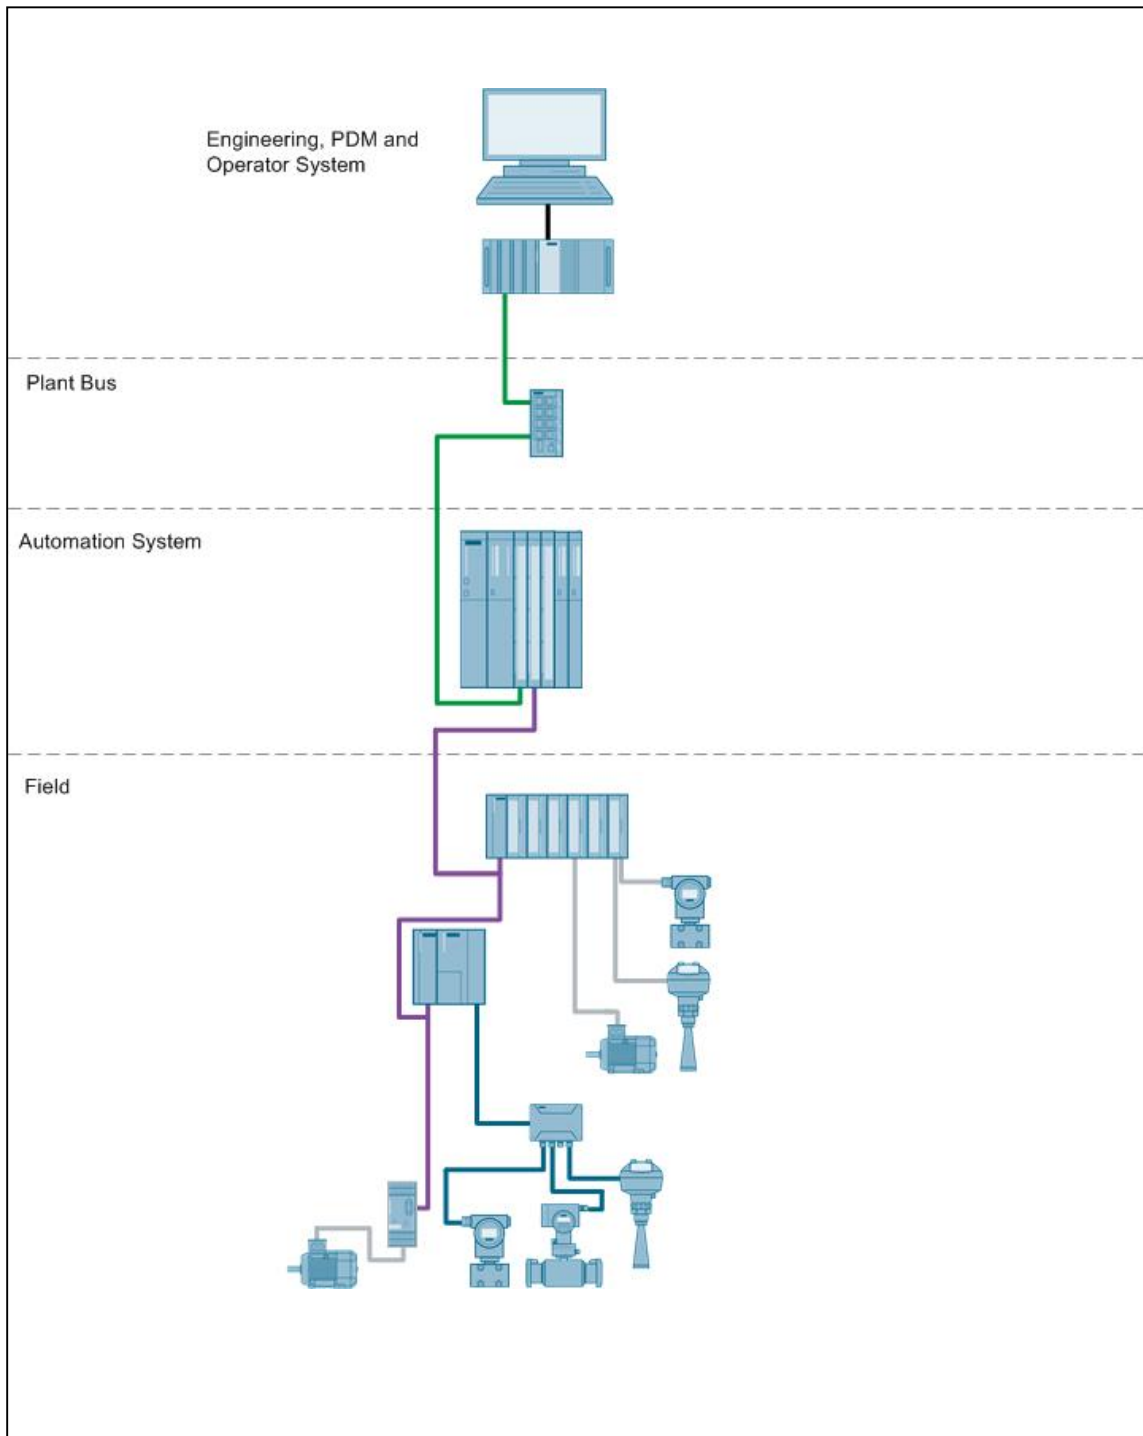 Engineering, PDM and
Operator System
Plant Bus
Automation System
Field